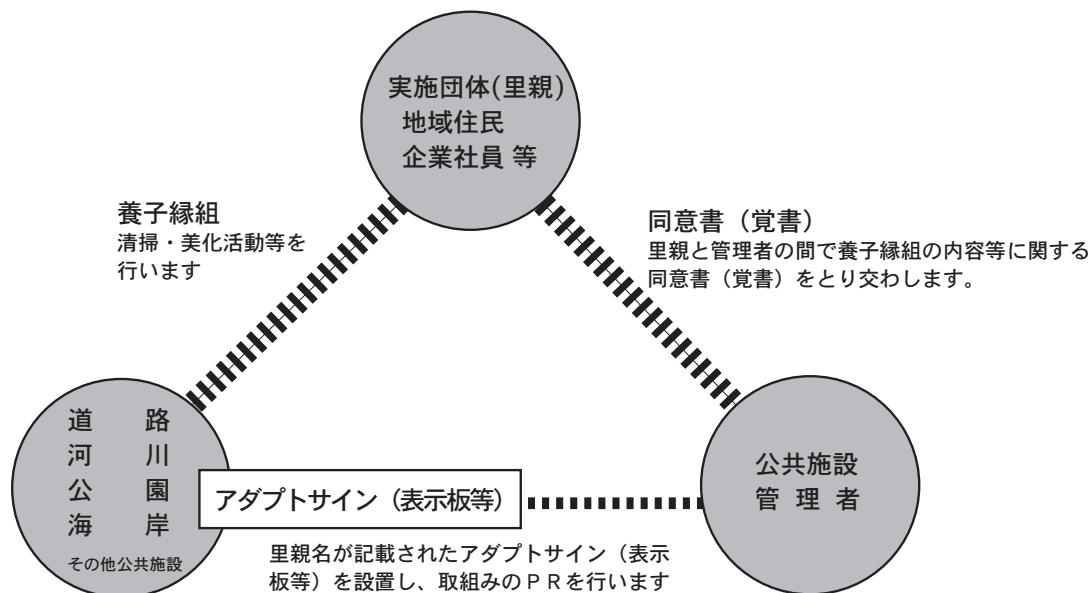 実施団体(里親)
地域住民
企業社員 等
養子縁組
清掃・美化活動等を
行います
同意書（覚書）
里親と管理者の間で養子縁組の内容等に関する
同意書（覚書）をとり交わします。
道　　路
河　　川
公　　園
海　　岸
その他公共施設
アダプトサイン（表示板等）
公共施設
管 理 者
里親名が記載されたアダプトサイン（表示
板等）を設置し、取組みのＰＲを行います